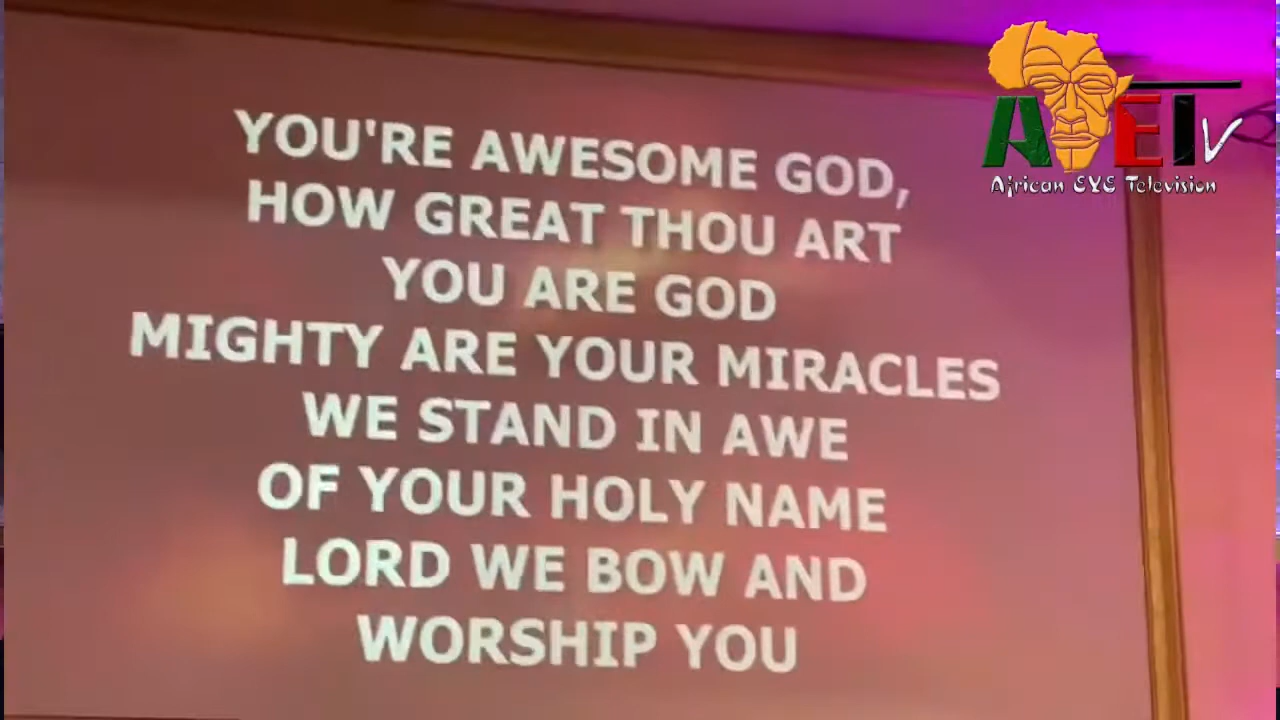 YOU'RE AWESOME GOD,
HOW GREAT THOU ART
YOU ARE GOD
MIGHTY ARE YOUR MIRACLES
WE STAND IN AWE
OF YOUR HOLY NAME
LORD WE BOW AND
WORSHIP YOU
AETv
African EYE Television